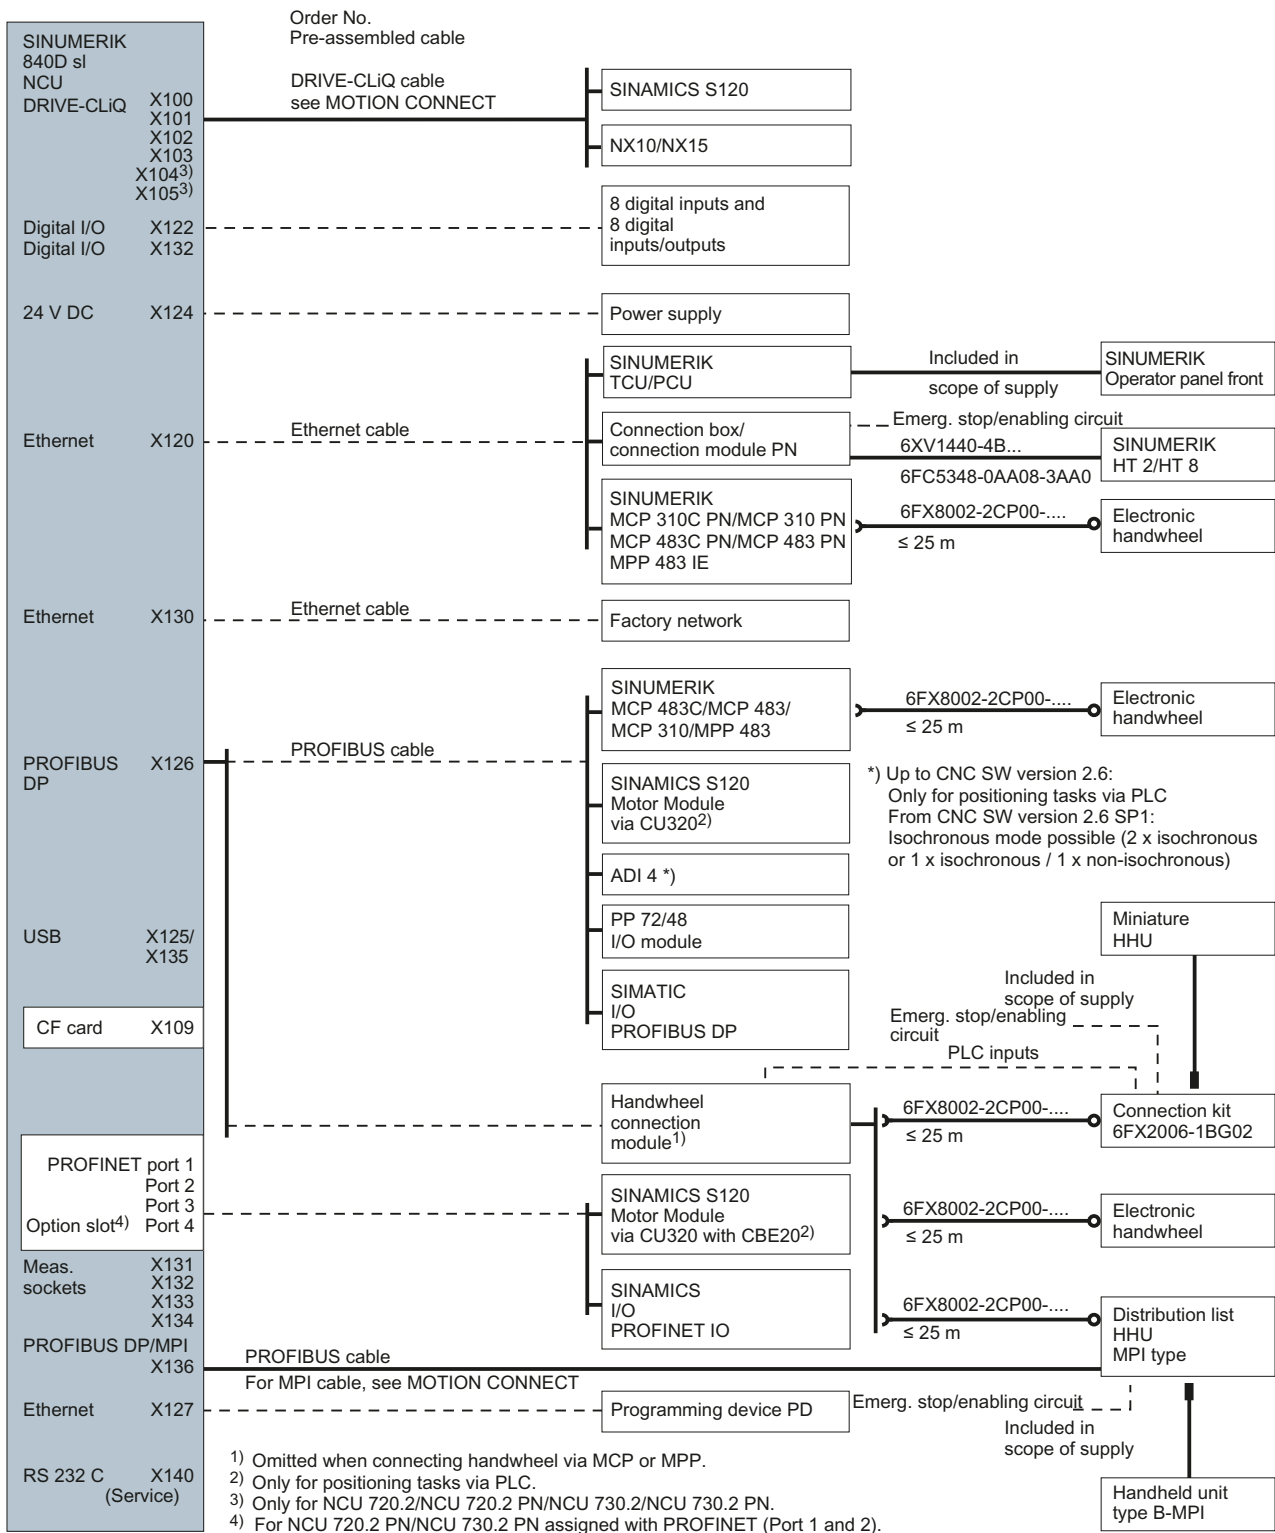 Order No.
Pre-assembled cable
SINUMERIK
840D sl
NCU
DRIVE-CLiQ X100
X101
X102
X103
X1043)
X1053)
DRIVE-CLiQ cable
see MOTION CONNECT
SINAMICS S120
NX10/NX15
Digital I/O X122
Digital I/O X132
8 digital inputs and
8 digital
inputs/outputs
24 V DC X124
Power supply
SINUMERIK
TCU/PCU
Included in
scope of supply
SINUMERIK
Operator panel front
Ethernet X120
Ethernet cable
Connection box/
connection module PN
Emerg. stop/enabling circuit
6XV1440-4B...
6FC5348-0AA08-3AA0
SINUMERIK
HT 2/HT 8
SINUMERIK
MCP 310C PN/MCP 310 PN
MCP 483C PN/MCP 483 PN
MPP 483 IE
6FX8002-2CP00-....
≤ 25 m
Electronic
handwheel
Ethernet X130
Ethernet cable
Factory network
SINUMERIK
MCP 483C/MCP 483/
MCP 310/MPP 483
6FX8002-2CP00-....
≤ 25 m
Electronic
handwheel
PROFIBUS X126
DP
PROFIBUS cable
SINAMICS S120
Motor Module
via CU3202)
*) Up to CNC SW version 2.6:
Only for positioning tasks via PLC
From CNC SW version 2.6 SP1:
Isochronous mode possible (2 x isochronous
or 1 x isochronous / 1 x non-isochronous)
ADI 4 *)
USB X125/
X135
PP 72/48
I/O module
Miniature
HHU
SIMATIC
I/O
PROFIBUS DP
Included in
scope of supply
Emerg. stop/enabling
circuit
PLC inputs
CF card X109
Handwheel
connection
module1)
6FX8002-2CP00-....
≤ 25 m
Connection kit
6FX2006-1BG02
PROFINET port 1
Port 2
Port 3
Option slot4) Port 4
SINAMICS S120
Motor Module
via CU320 with CBE202)
6FX8002-2CP00-....
≤ 25 m
Electronic
handwheel
Meas. X131
sockets X132
X133
X134
SINAMICS
I/O
PROFINET IO
6FX8002-2CP00-....
≤ 25 m
Distribution list
HHU
MPI type
PROFIBUS DP/MPI
X136
PROFIBUS cable
For MPI cable, see MOTION CONNECT
Ethernet X127
Programming device PD
Emerg. stop/enabling circuit
Included in
scope of supply
RS 232 C X140
(Service)
Handheld unit
type B-MPI
1) Omitted when connecting handwheel via MCP or MPP.
2) Only for positioning tasks via PLC.
3) Only for NCU 720.2/NCU 720.2 PN/NCU 730.2/NCU 730.2 PN.
4) For NCU 720.2 PN/NCU 730.2 PN assigned with PROFINET (Port 1 and 2).